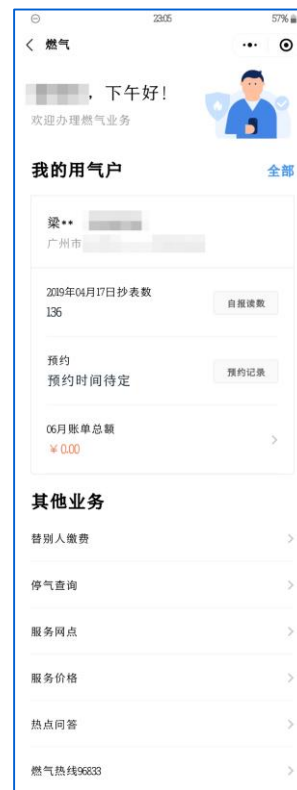 23:05
57%
燃气
，下午好！
欢迎办理燃气业务
我的用气户
全部
梁**
广州市
2019年04月17日抄表数
136
自报读数
预约
预约时间待定
预约记录
06月账单总额
￥0.00
其他业务
替别人缴费
停气查询
服务网点
服务价格
热点问答
燃气热线96833